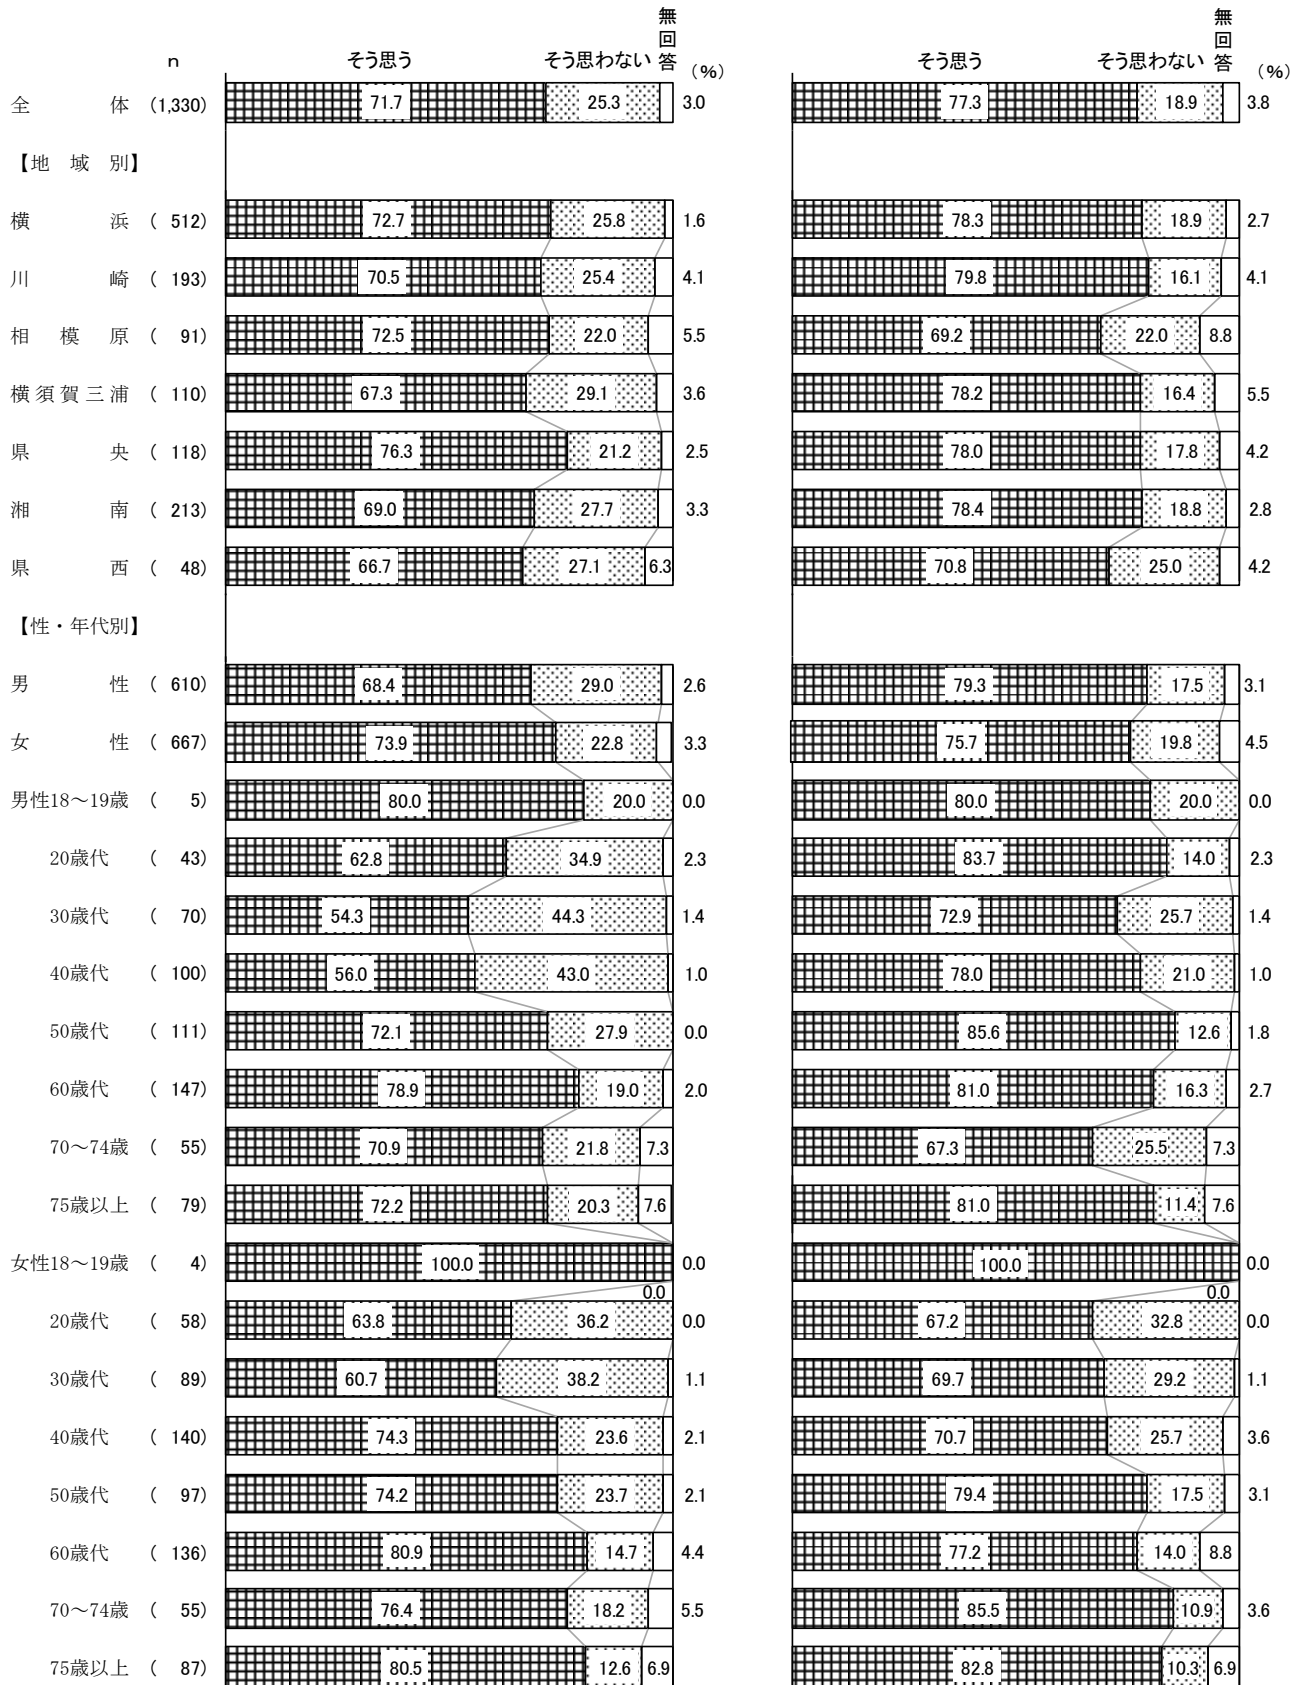 無回答 無回答
n そう思う そう思わない (%) そう思う そう思わない (%)
全体 (1,330) 71.7 25.3 3.0 77.3 18.9 3.8
【地域別】
横浜 ( 512) 72.7 25.8 1.6 78.3 18.9 2.7
川崎 ( 193) 70.5 25.4 4.1 79.8 16.1 4.1
相模原 ( 91) 72.5 22.0 5.5 69.2 22.0 8.8
横須賀三浦 ( 110) 67.3 29.1 3.6 78.2 16.4 5.5
県央 ( 118) 76.3 21.2 2.5 78.0 17.8 4.2
湘南 ( 213) 69.0 27.7 3.3 78.4 18.8 2.8
県西 ( 48) 66.7 27.1 6.3 70.8 25.0 4.2
【性・年代別】
男性 ( 610) 68.4 29.0 2.6 79.3 17.5 3.1
女性 ( 667) 73.9 22.8 3.3 75.7 19.8 4.5
男性18～19歳 ( 5) 80.0 20.0 0.0 80.0 20.0 0.0
20歳代 ( 43) 62.8 34.9 2.3 83.7 14.0 2.3
30歳代 ( 70) 54.3 44.3 1.4 72.9 25.7 1.4
40歳代 ( 100) 56.0 43.0 1.0 78.0 21.0 1.0
50歳代 ( 111) 72.1 27.9 0.0 85.6 12.6 1.8
60歳代 ( 147) 78.9 19.0 2.0 81.0 16.3 2.7
70～74歳 ( 55) 70.9 21.8 7.3 67.3 25.5 7.3
75歳以上 ( 79) 72.2 20.3 7.6 81.0 11.4 7.6
女性18～19歳 ( 4) 100.0 0.0 100.0 0.0
0.0 0.0
20歳代 ( 58) 63.8 36.2 0.0 67.2 32.8 0.0
30歳代 ( 89) 60.7 38.2 1.1 69.7 29.2 1.1
40歳代 ( 140) 74.3 23.6 2.1 70.7 25.7 3.6
50歳代 ( 97) 74.2 23.7 2.1 79.4 17.5 3.1
60歳代 ( 136) 80.9 14.7 4.4 77.2 14.0 8.8
70～74歳 ( 55) 76.4 18.2 5.5 85.5 10.9 3.6
75歳以上 ( 87) 80.5 12.6 6.9 82.8 10.3 6.9